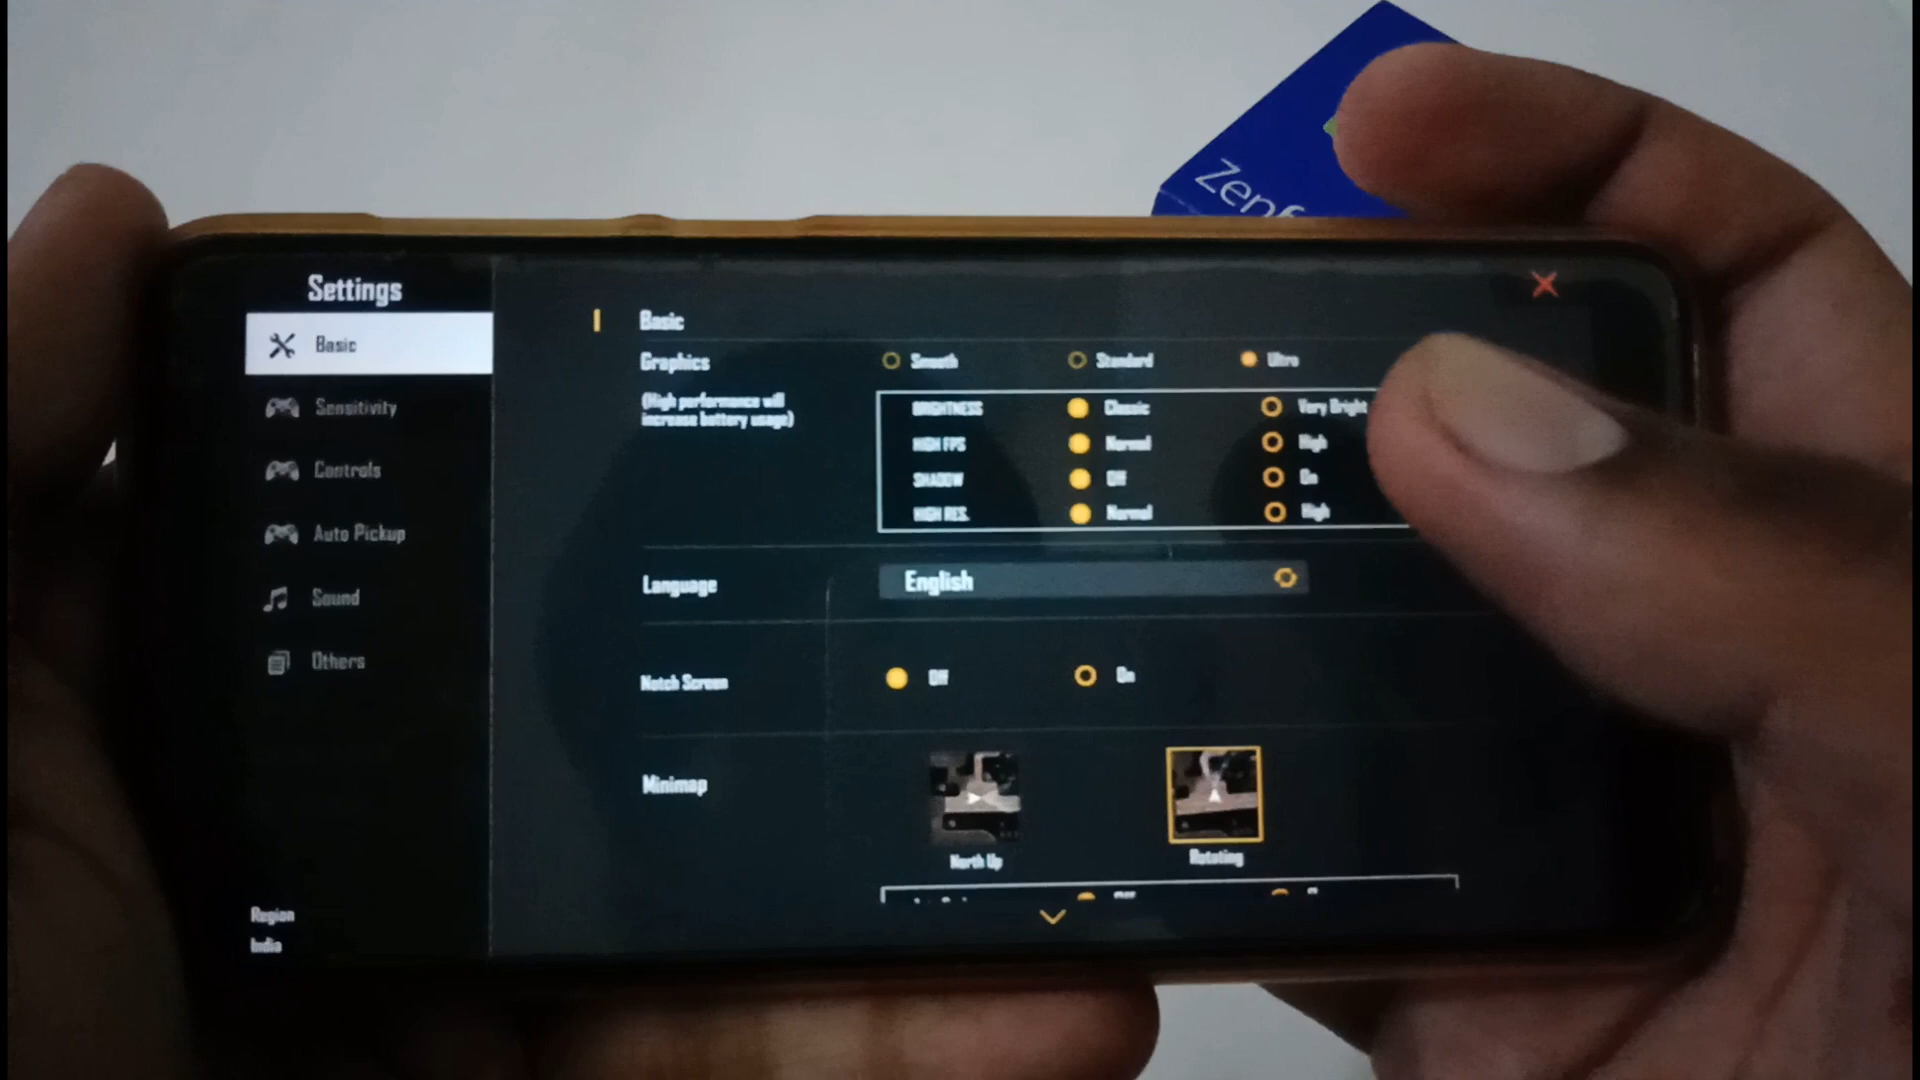 Zenf
Settings
Basic
Sensitivity
Controls
Auto Pickup
Sound
Others
Region
India
Basic
Graphics
Smooth
Standard
Ultra
(High performance will
increase battery usage)
BRIGHTNESS
Classic
Very Bright
HIGH FPS
Normal
High
SHADOW
Off
On
HIGH RES.
Normal
High
Language
English
Notch Screen
Off
On
Minimap
North Up
Rotating